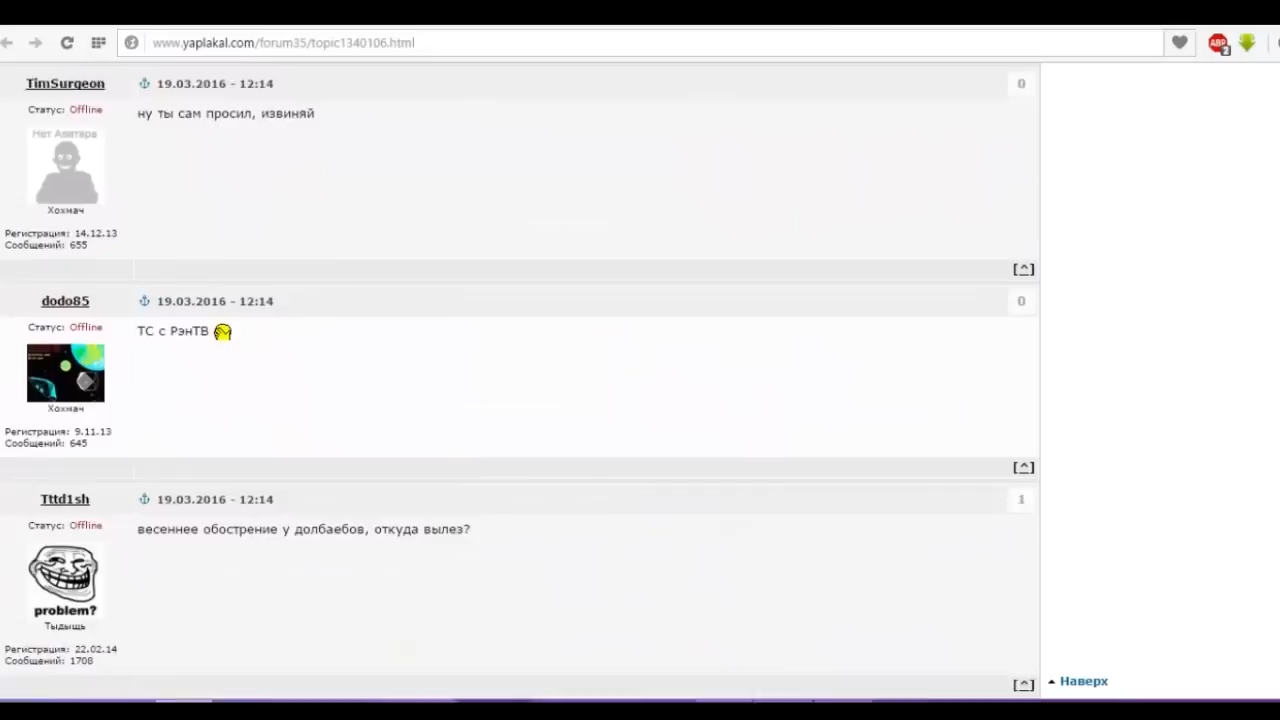 www.yaplakal.com/forum35/topic1340106.html
ABP
2
TimSurgeon
19.03.2016 - 12:14
0
Статус: Offline
ну ты сам просил, извиняй
Нет Аватара
Хохмач
Регистрация: 14.12.13
Сообщений: 655
[^]
dodo85
19.03.2016 - 12:14
0
Статус: Offline
ТС с РэнТВ
Хохмач
Регистрация: 9.11.13
Сообщений: 645
[^]
Tttd1sh
19.03.2016 - 12:14
1
Статус: Offline
весеннее обострение у долбаебов, откуда вылез?
problem?
Тыдыщь
Регистрация: 22.02.14
Сообщений: 1708
[^]
Наверх